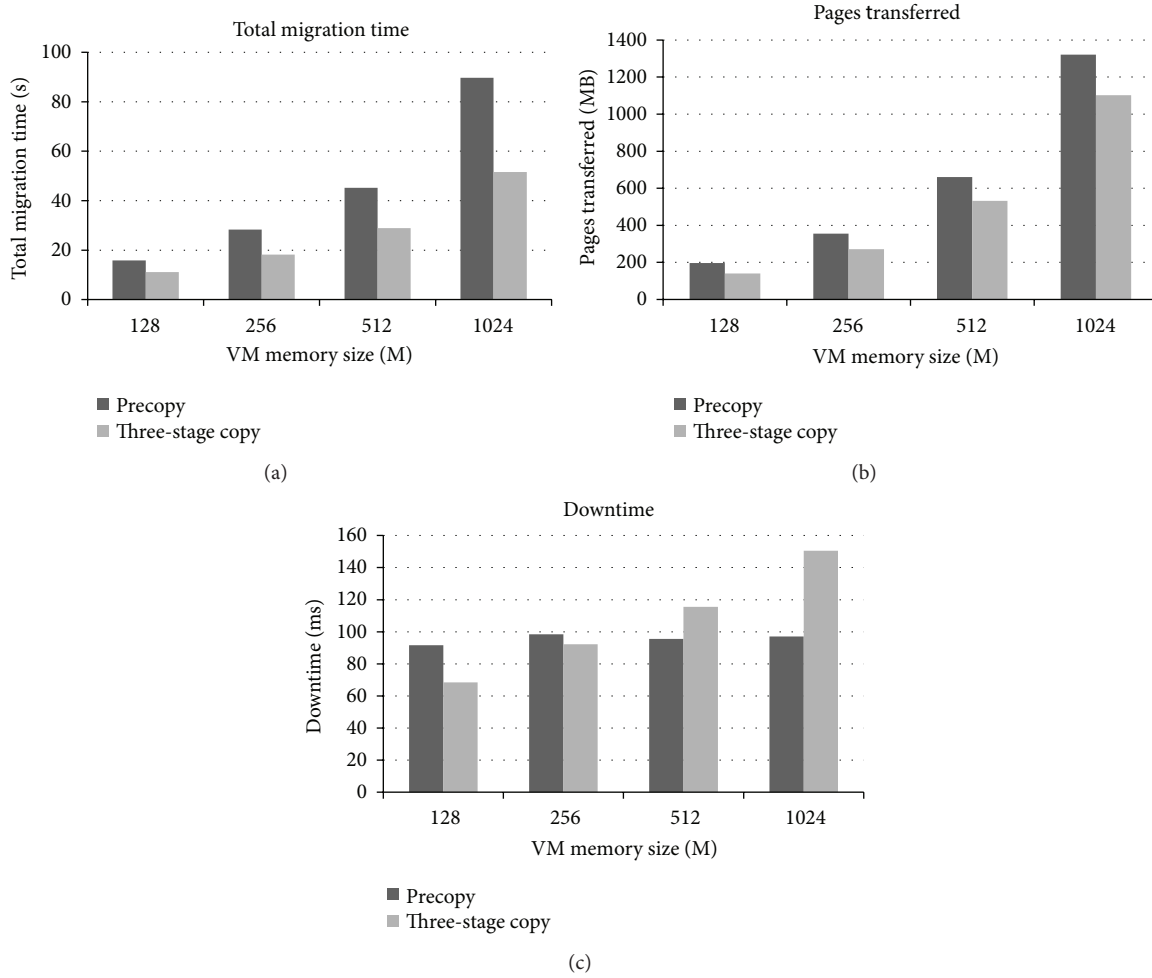 Total migration time
Total migration time (s)
100
80
60
40
20
0
128 256 512 1024
VM memory size (M)
Precopy
Three-stage copy
(a)
Pages transferred
Pages transferred (MB)
1400
1200
1000
800
600
400
200
0
128 256 512 1024
VM memory size (M)
Precopy
Three-stage copy
(b)
Downtime
Downtime (ms)
160
140
120
100
80
60
40
20
0
128 256 512 1024
VM memory size (M)
Precopy
Three-stage copy
(c)